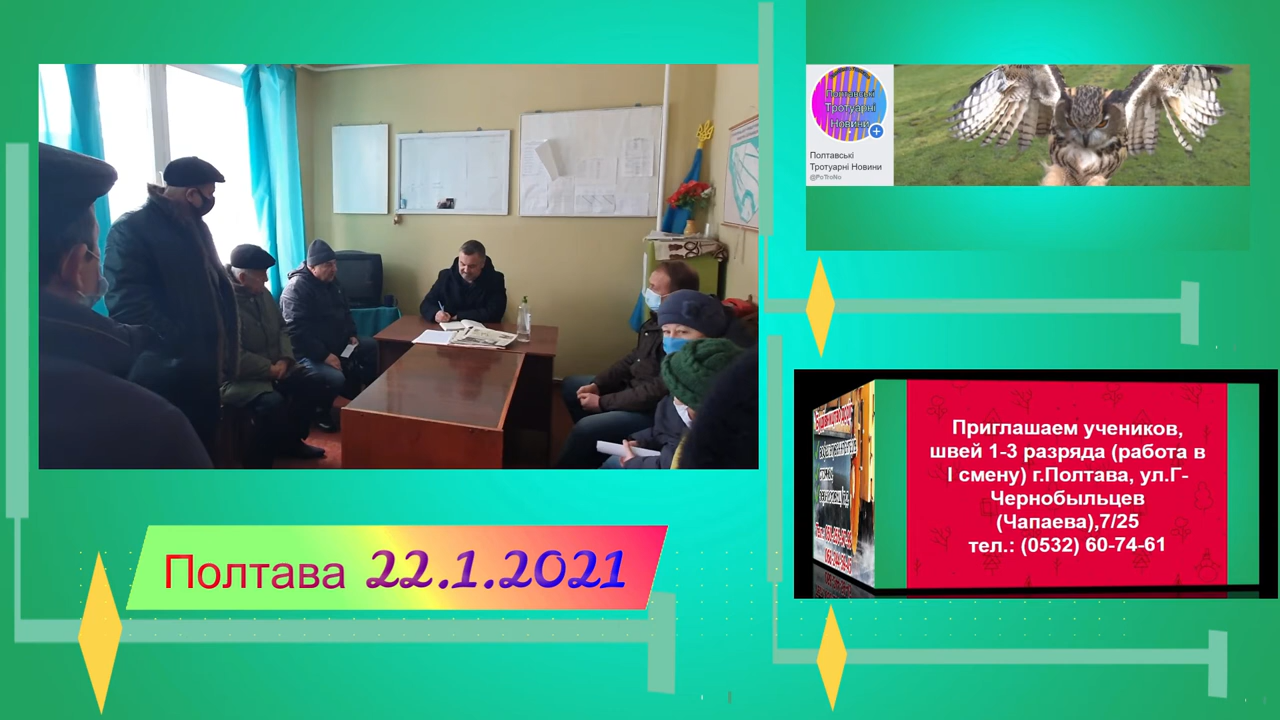 Полтавські
Тротуарні
Новини
Полтавські
Тротуарні Новини
@PoTroNo
Приглашаем учеников,
швей 1-3 разряда (работа в
I смену) г.Полтава, ул.Г-
Чернобыльцев
(Чапаева),7/25
тел.: (0532) 60-74-61
Полтава 22.1.2021